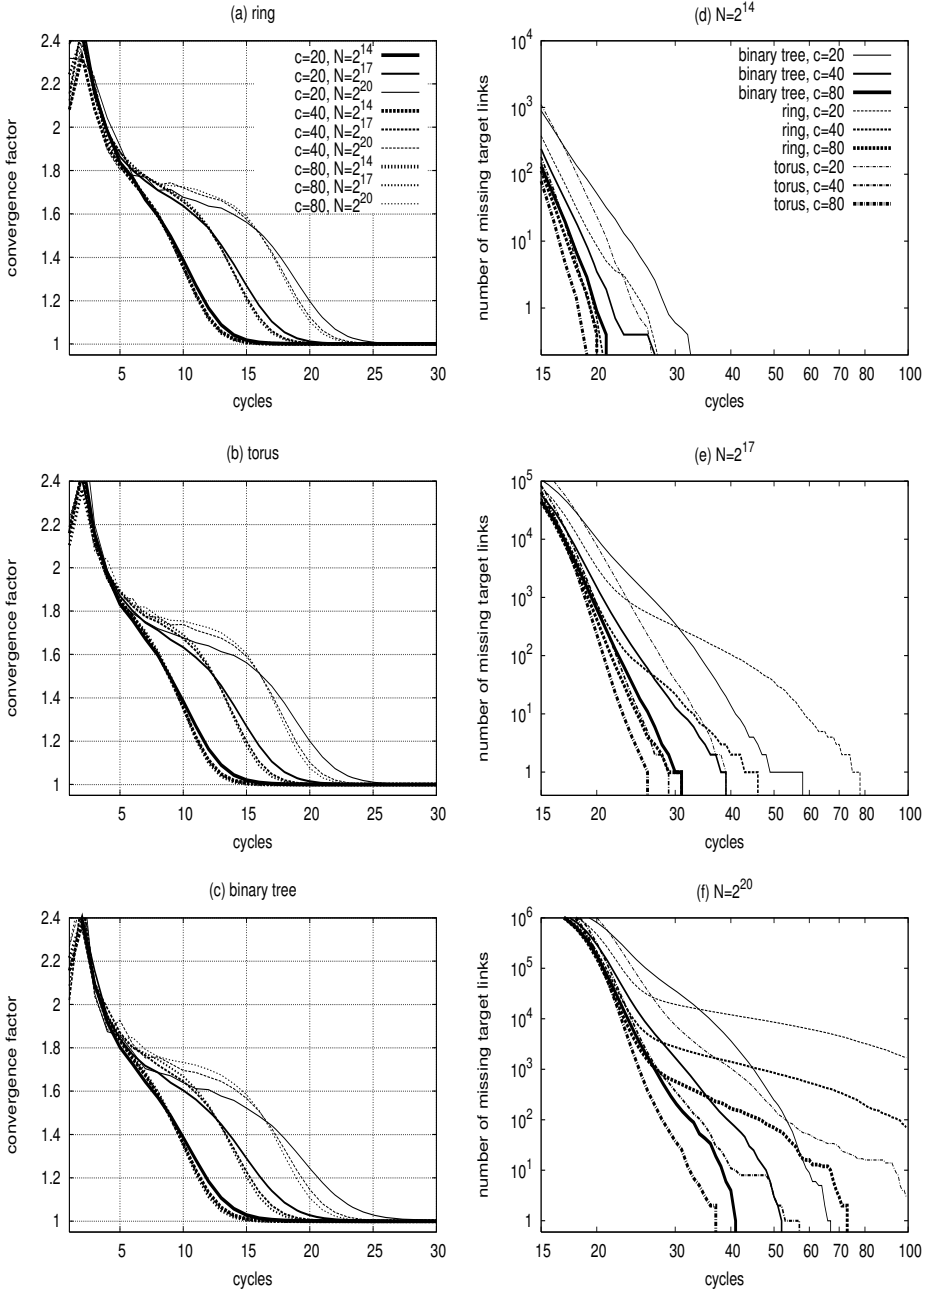 (a) ring
convergence factor
2.4
2.2
2
1.8
1.6
1.4
1.2
1
c=20, N=2^14
c=20, N=2^17
c=20, N=2^20
c=40, N=2^14
c=40, N=2^17
c=40, N=2^20
c=80, N=2^14
c=80, N=2^17
c=80, N=2^20
5 10 15 20 25 30
cycles
(d) N=2^14
number of missing target links
10^4
10^3
10^2
10^1
1
binary tree, c=20
binary tree, c=40
binary tree, c=80
ring, c=20
ring, c=40
ring, c=80
torus, c=20
torus, c=40
torus, c=80
15 20 30 40 50 60 70 80 100
cycles
(b) torus
convergence factor
2.4
2.2
2
1.8
1.6
1.4
1.2
1
5 10 15 20 25 30
cycles
(e) N=2^17
number of missing target links
10^5
10^4
10^3
10^2
10^1
1
15 20 30 40 50 60 70 80 100
cycles
(c) binary tree
convergence factor
2.4
2.2
2
1.8
1.6
1.4
1.2
1
5 10 15 20 25 30
cycles
(f) N=2^20
number of missing target links
10^6
10^5
10^4
10^3
10^2
10^1
1
15 20 30 40 50 60 70 80 100
cycles